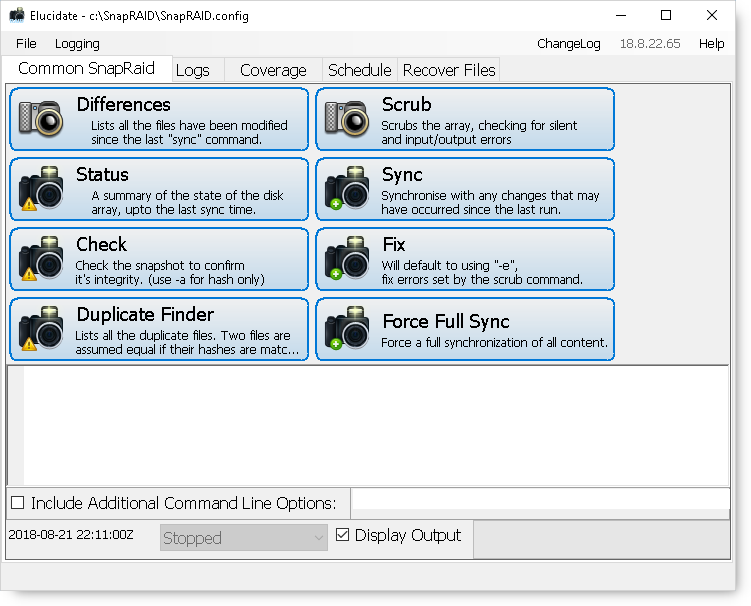 Elucidate - c:\SnapRAID\SnapRAID.config
File Logging ChangeLog 18.8.22.65 Help
Common SnapRaid Logs Coverage Schedule Recover Files
Differences
Lists all the files have been modified
since the last "sync" command.
Scrub
Scrubs the array, checking for silent
and input/output errors
Status
A summary of the state of the disk
array, upto the last sync time.
Sync
Synchronise with any changes that may
have occurred since the last run.
Check
Check the snapshot to confirm
it's integrity. (use -a for hash only)
Fix
Will default to using "-e",
fix errors set by the scrub command.
Duplicate Finder
Lists all the duplicate files. Two files are
assumed equal if their hashes are matc...
Force Full Sync
Force a full synchronization of all content.
Include Additional Command Line Options:
2018-08-21 22:11:00Z Stopped Display Output